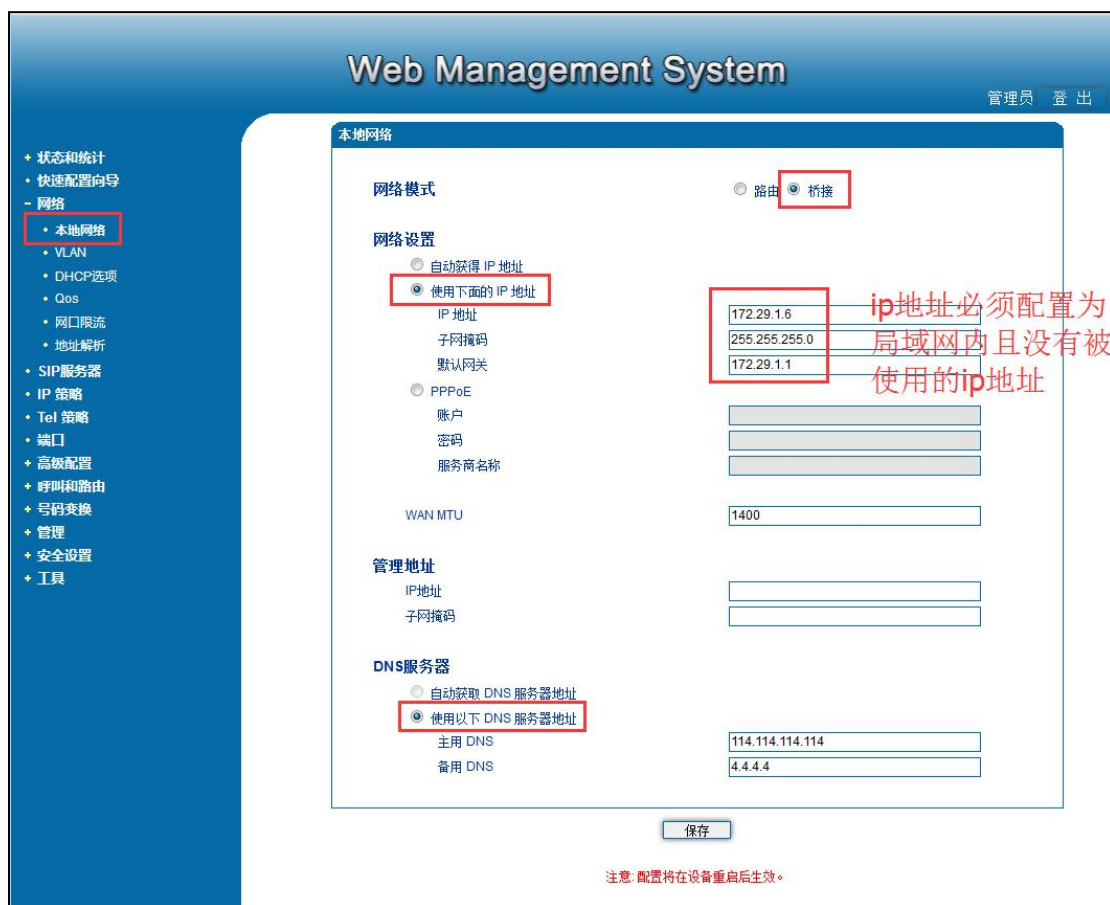 Web Management System
管理员 登 出
+ 状态和统计
• 快速配置向导
- 网络
• 本地网络
• VLAN
• DHCP选项
• Qos
• 网口限流
• 地址解析
• SIP服务器
• IP 策略
• Tel 策略
• 端口
+ 高级配置
+ 呼叫和路由
+ 号码变换
+ 管理
+ 安全设置
+ 工具
本地网络
网络模式 路由 桥接
网络设置
自动获得 IP 地址
使用下面的 IP 地址
IP 地址 172.29.1.6
子网掩码 255.255.255.0
默认网关 172.29.1.1
ip地址必须配置为
局域网内且没有被
使用的ip地址
PPPoE
账户
密码
服务商名称
WAN MTU 1400
管理地址
IP地址
子网掩码
DNS服务器
自动获取 DNS 服务器地址
使用以下 DNS 服务器地址
主用 DNS 114.114.114.114
备用 DNS 4.4.4.4
保存
注意: 配置将在设备重启后生效。